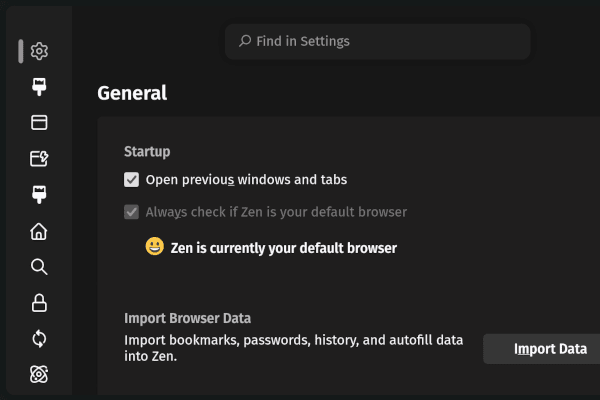 Find in Settings
General
Startup
Open previous windows and tabs
Always check if Zen is your default browser
Zen is currently your default browser
Import Browser Data
Import bookmarks, passwords, history, and autofill data
into Zen.
Import Data